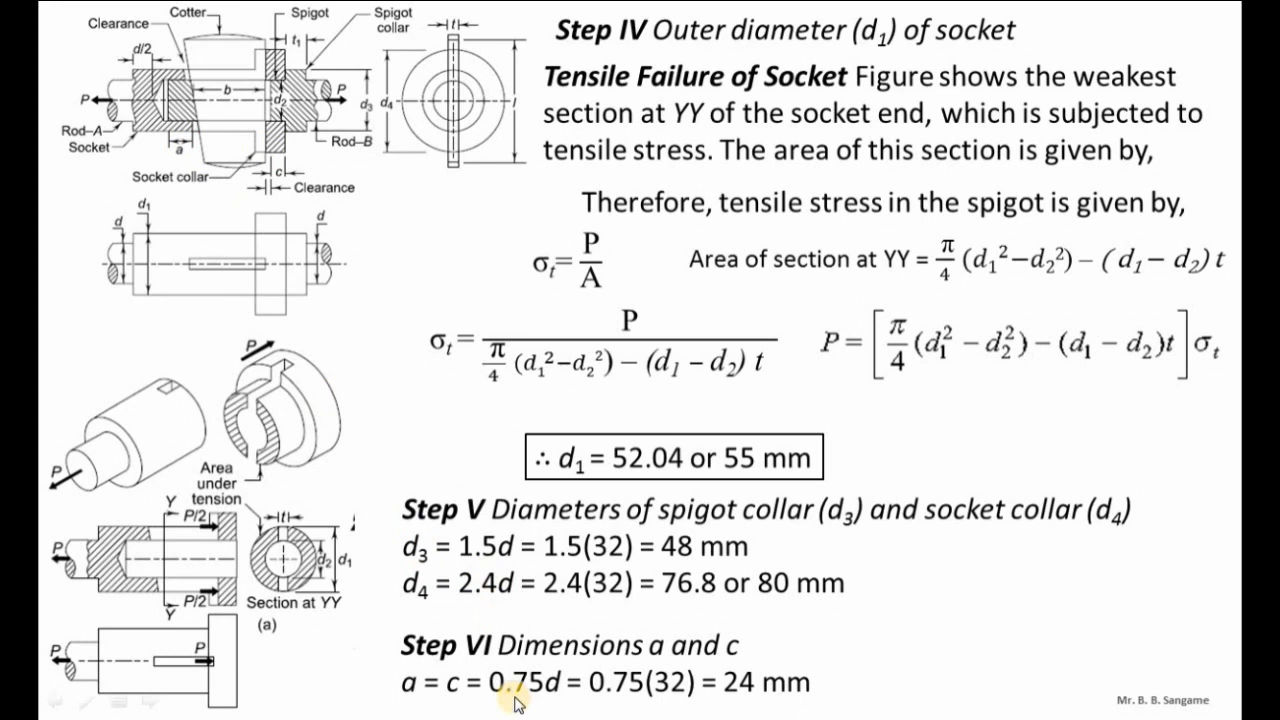 Cotter
Spigot
Spigot
collar
Clearance
t₁
d/2
b
d₂
P
P
d₃
d₄
t
l
Rod–A
Socket
a
Rod–B
c
Socket collar
Clearance
d₁
d
d
P
P
Area
under
tension
Y
P/2
t
P
d₂
d₁
P/2
Y
Section at YY
(a)
P
P
Step IV Outer diameter (d₁) of socket
Tensile Failure of Socket Figure shows the weakest
section at YY of the socket end, which is subjected to
tensile stress. The area of this section is given by,
Therefore, tensile stress in the spigot is given by,
σₜ= P/A
Area of section at YY = π/4 (d₁²–d₂²) – (d₁– d₂) t
σₜ= P / (π/4 (d₁²–d₂²) – (d₁ – d₂) t)
P = [π/4 (d₁² – d₂²) – (d₁ – d₂)t] σₜ
∴ d₁ = 52.04 or 55 mm
Step V Diameters of spigot collar (d₃) and socket collar (d₄)
d₃ = 1.5d = 1.5(32) = 48 mm
d₄ = 2.4d = 2.4(32) = 76.8 or 80 mm
Step VI Dimensions a and c
a = c = 0.75d = 0.75(32) = 24 mm
Mr. B. B. Sangame